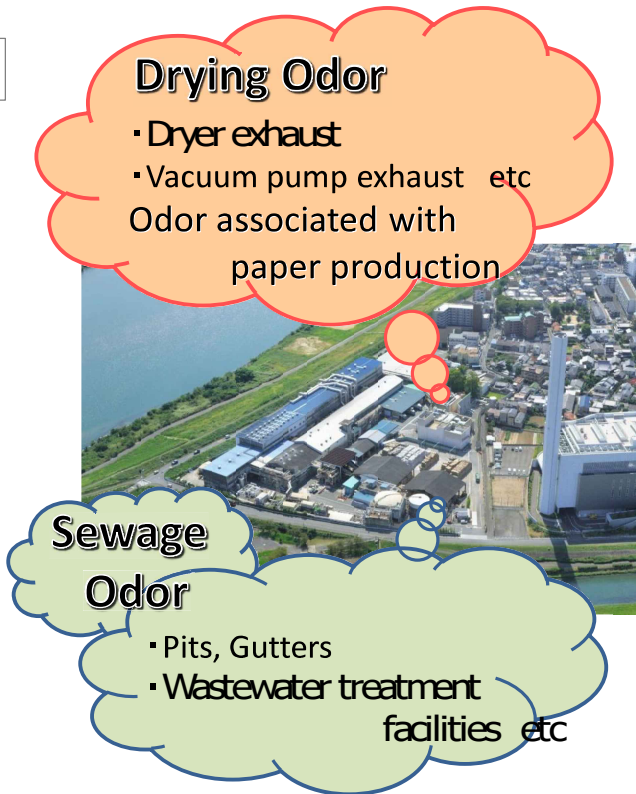 Drying Odor
・Dryer exhaust
・Vacuum pump exhaust etc
Odor associated with
paper production
Sewage
Odor
・Pits, Gutters
・Wastewater treatment
facilities etc